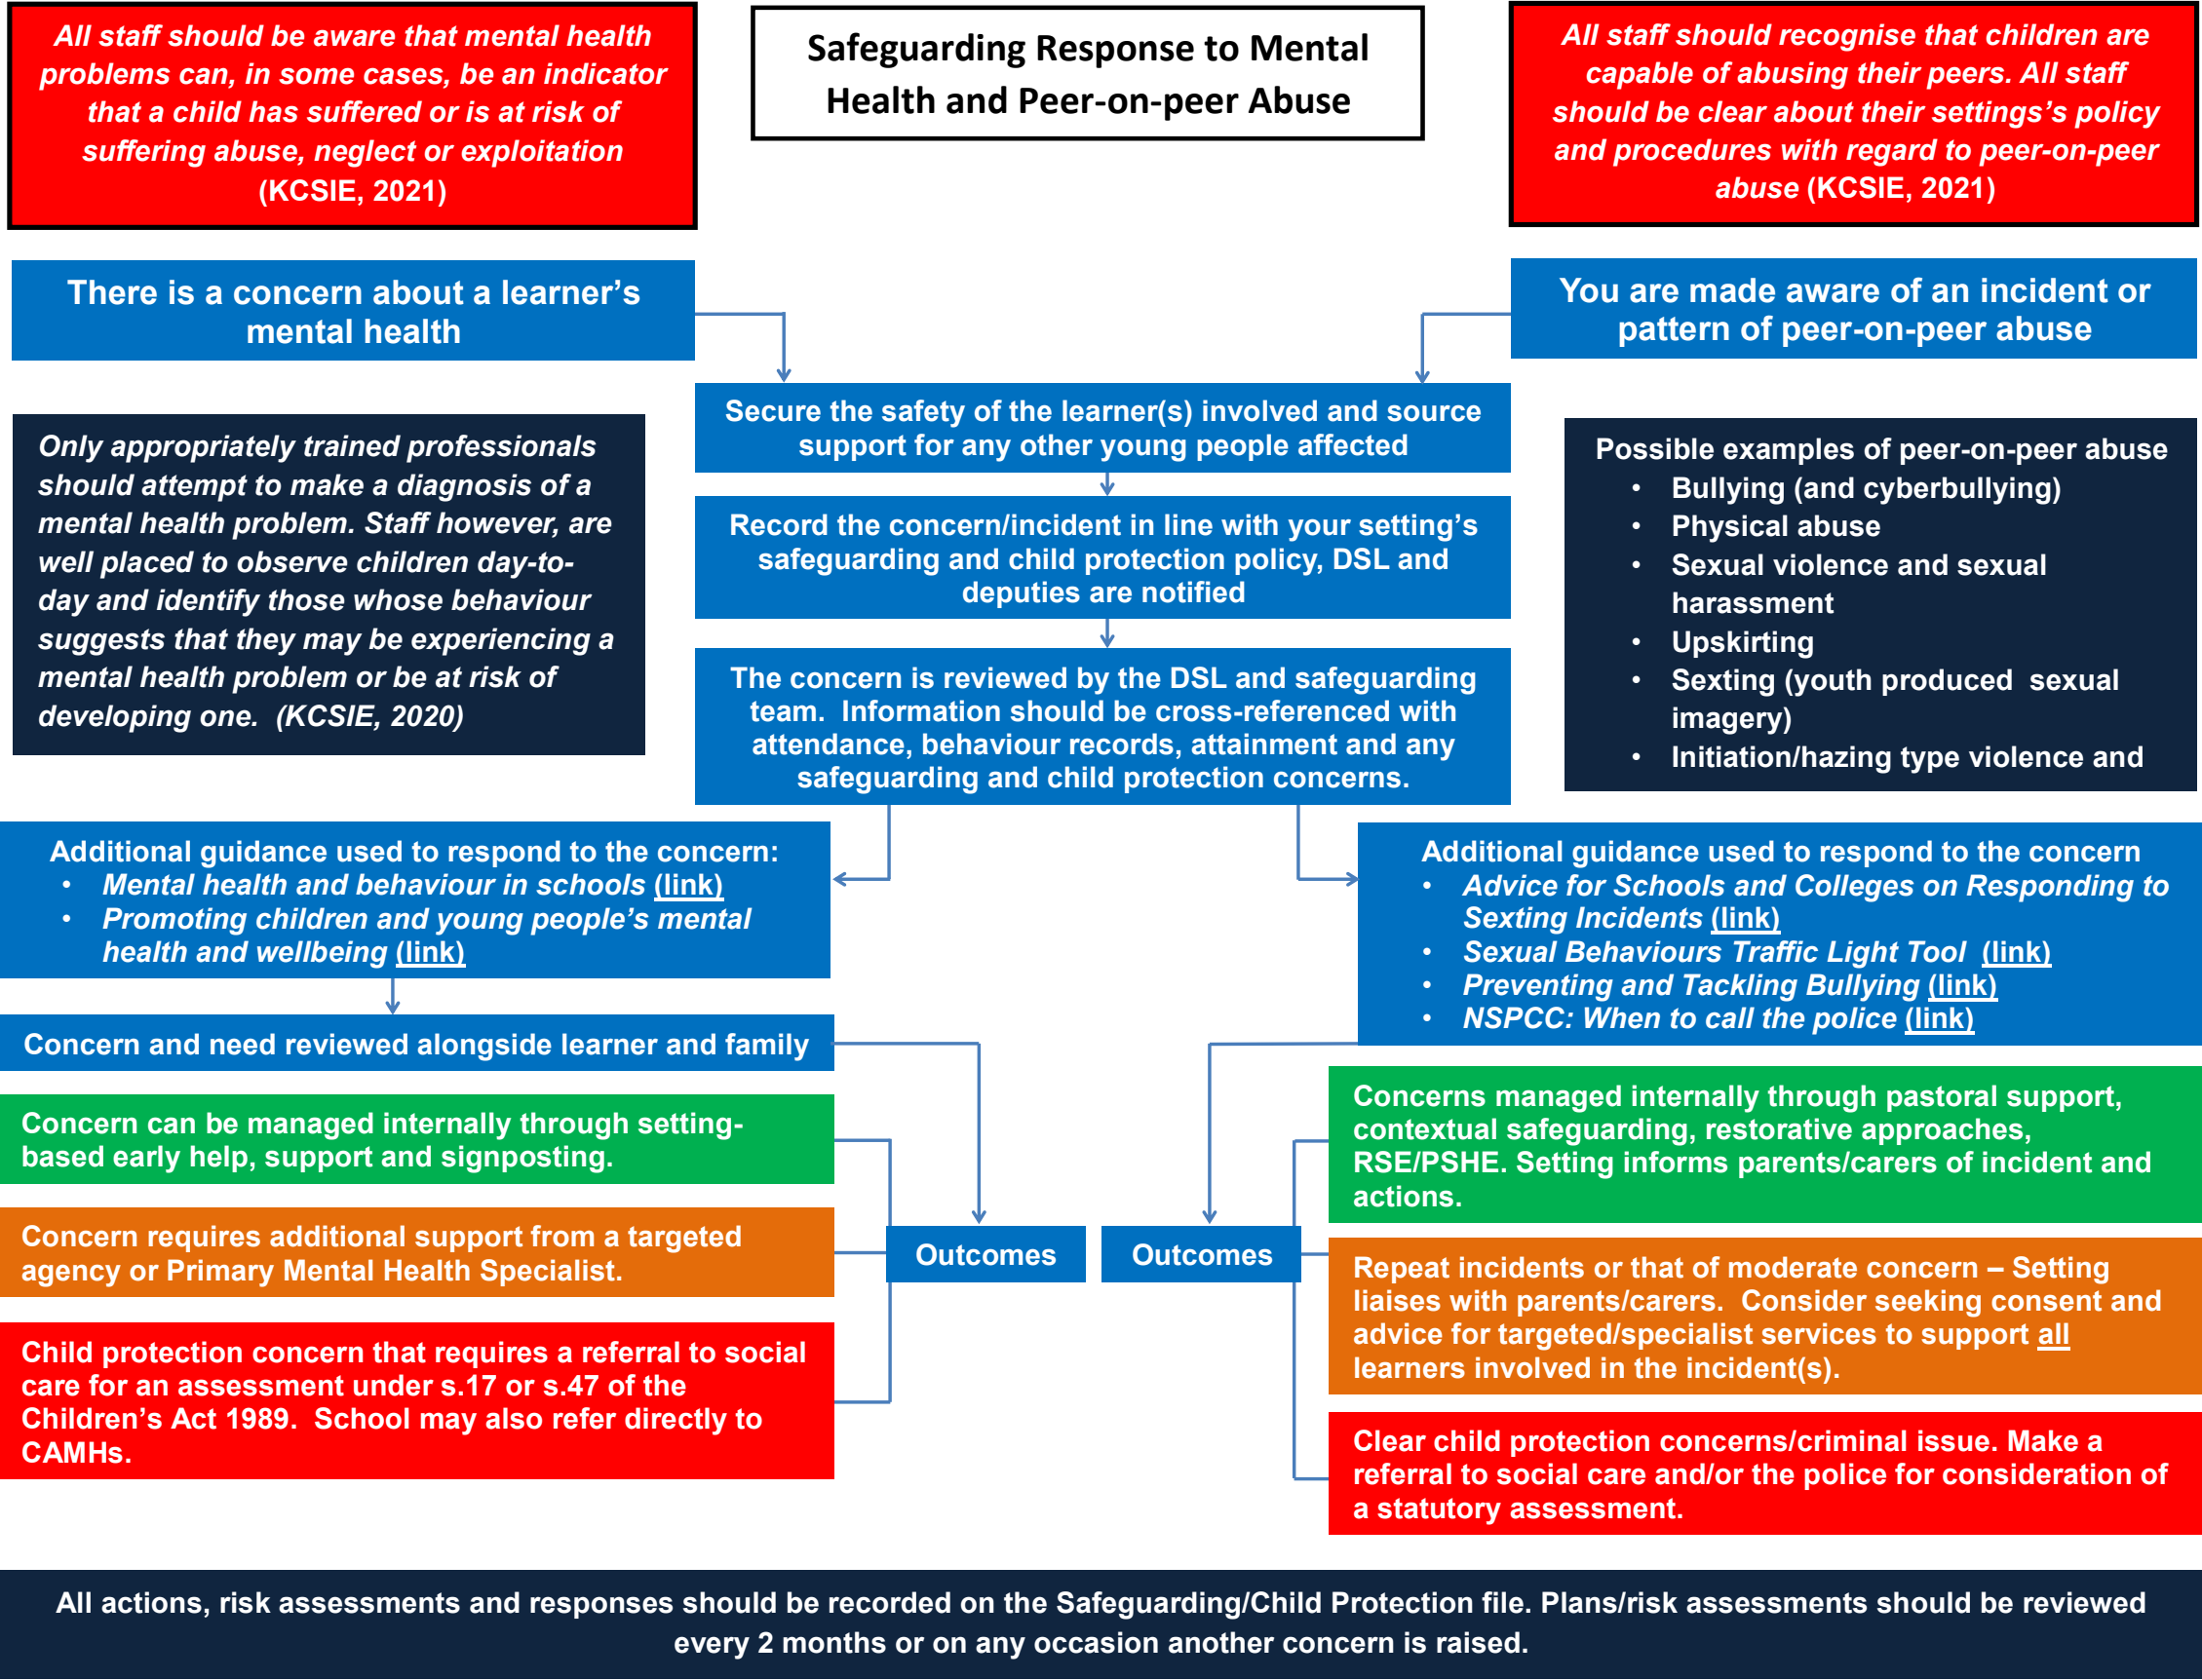 All staff should be aware that mental health
problems can, in some cases, be an indicator
that a child has suffered or is at risk of
suffering abuse, neglect or exploitation
(KCSIE, 2021)
Safeguarding Response to Mental
Health and Peer-on-peer Abuse
All staff should recognise that children are
capable of abusing their peers. All staff
should be clear about their settings's policy
and procedures with regard to peer-on-peer
abuse (KCSIE, 2021)
There is a concern about a learner’s
mental health
You are made aware of an incident or
pattern of peer-on-peer abuse
Secure the safety of the learner(s) involved and source
support for any other young people affected
Only appropriately trained professionals
should attempt to make a diagnosis of a
mental health problem. Staff however, are
well placed to observe children day-to-
day and identify those whose behaviour
suggests that they may be experiencing a
mental health problem or be at risk of
developing one.  (KCSIE, 2020)
Record the concern/incident in line with your setting’s
safeguarding and child protection policy, DSL and
deputies are notified
Possible examples of peer-on-peer abuse
• Bullying (and cyberbullying)
• Physical abuse
• Sexual violence and sexual
harassment
• Upskirting
• Sexting (youth produced  sexual
imagery)
• Initiation/hazing type violence and
The concern is reviewed by the DSL and safeguarding
team.  Information should be cross-referenced with
attendance, behaviour records, attainment and any
safeguarding and child protection concerns.
Additional guidance used to respond to the concern:
• Mental health and behaviour in schools (link)
• Promoting children and young people’s mental
health and wellbeing (link)
Additional guidance used to respond to the concern
• Advice for Schools and Colleges on Responding to
Sexting Incidents (link)
• Sexual Behaviours Traffic Light Tool  (link)
• Preventing and Tackling Bullying (link)
• NSPCC: When to call the police (link)
Concern and need reviewed alongside learner and family
Concern can be managed internally through setting-
based early help, support and signposting.
Concern requires additional support from a targeted
agency or Primary Mental Health Specialist.
Child protection concern that requires a referral to social
care for an assessment under s.17 or s.47 of the
Children’s Act 1989.  School may also refer directly to
CAMHs.
Outcomes
Outcomes
Concerns managed internally through pastoral support,
contextual safeguarding, restorative approaches,
RSE/PSHE. Setting informs parents/carers of incident and
actions.
Repeat incidents or that of moderate concern – Setting
liaises with parents/carers.  Consider seeking consent and
advice for targeted/specialist services to support all
learners involved in the incident(s).
Clear child protection concerns/criminal issue. Make a
referral to social care and/or the police for consideration of
a statutory assessment.
All actions, risk assessments and responses should be recorded on the Safeguarding/Child Protection file. Plans/risk assessments should be reviewed
every 2 months or on any occasion another concern is raised.